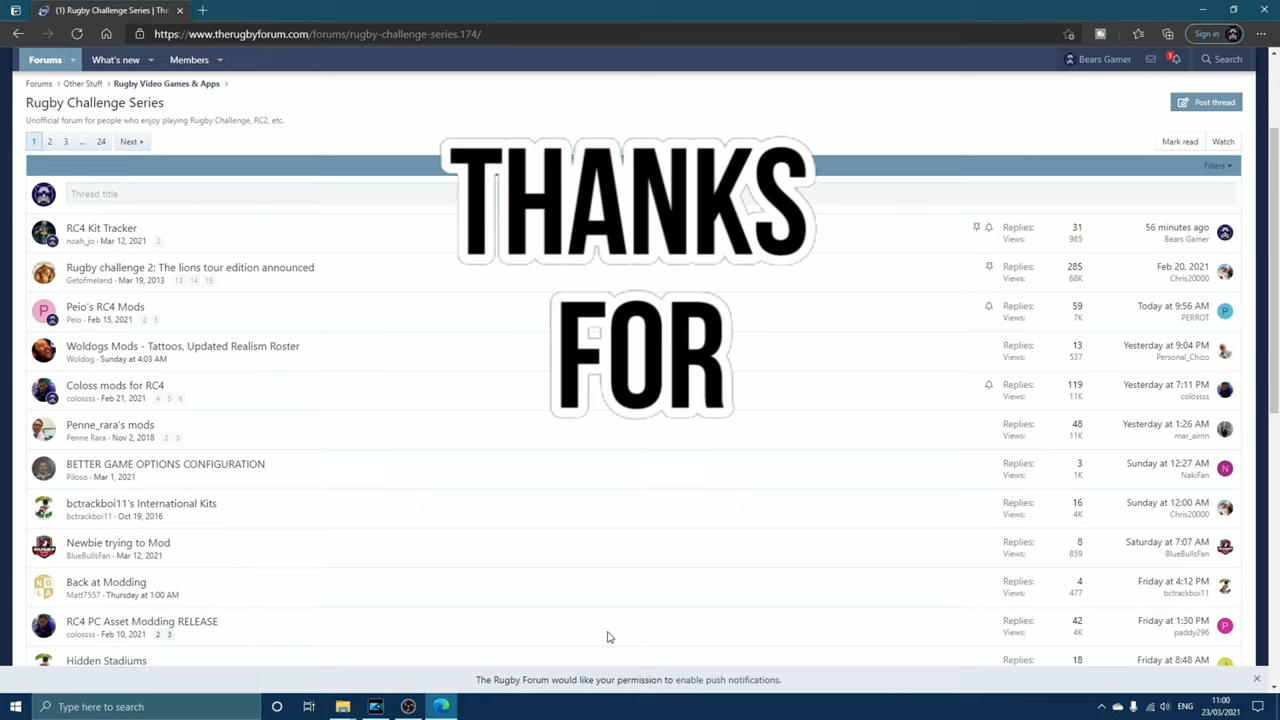 (1) Rugby Challenge Series | The
https://www.therugbyforum.com/forums/rugby-challenge-series.174/
Sign in
Forums What's new Members
Bears Gamer 1 Search
Forums Other Stuff Rugby Video Games & Apps
Rugby Challenge Series
Unofficial forum for people who enjoy playing Rugby Challenge, RC2, etc.
Post thread
1 2 3 ... 24 Next
Mark read Watch
Filters
Thread title
THANKS
FOR
RC4 Kit Tracker
noah_jo · Mar 12, 2021 2
Replies: 31
Views: 985
56 minutes ago
Bears Gamer
Rugby challenge 2: The lions tour edition announced
Getofmeland · Mar 19, 2013 13 14 15
Replies: 285
Views: 68K
Feb 20, 2021
Chris20000
Peio's RC4 Mods
P
Peio · Feb 15, 2021 2 3
Replies: 59
Views: 7K
Today at 9:56 AM
PERROT
P
Woldogs Mods - Tattoos, Updated Realism Roster
Woldog · Sunday at 4:03 AM
Replies: 13
Views: 537
Yesterday at 9:04 PM
Personal_Chizo
Coloss mods for RC4
colossss · Feb 21, 2021 4 5 6
Replies: 119
Views: 11K
Yesterday at 7:11 PM
colossss
Penne_rara's mods
Penne Rara · Nov 2, 2018 2 3
Replies: 48
Views: 11K
Yesterday at 1:26 AM
mar_aimn
BETTER GAME OPTIONS CONFIGURATION
Piloso · Mar 1, 2021
Replies: 3
Views: 1K
Sunday at 12:27 AM
NakiFan
N
bctrackboi11's International Kits
bctrackboi11 · Oct 19, 2016
Replies: 16
Views: 4K
Sunday at 12:00 AM
Chris20000
Newbie trying to Mod
BlueBullsFan · Mar 12, 2021
Replies: 8
Views: 859
Saturday at 7:07 AM
BlueBullsFan
Back at Modding
NOLA
Matt7557 · Thursday at 1:00 AM
Replies: 4
Views: 477
Friday at 4:12 PM
bctrackboi11
RC4 PC Asset Modding RELEASE
colossss · Feb 10, 2021 2 3
Replies: 42
Views: 4K
Friday at 1:30 PM
paddy296
P
Hidden Stadiums
18
Replies:
Friday at 8:48 AM
The Rugby Forum would like your permission to enable push notifications.
Type here to search
ENG
11:00
23/03/2021